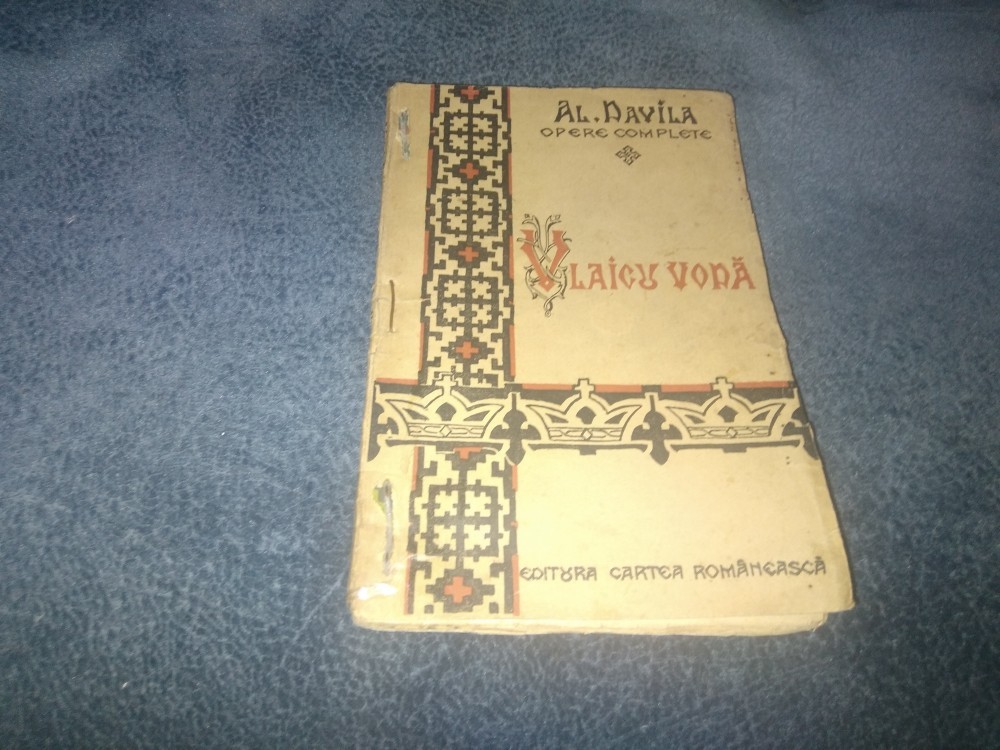 AL. DAVILA
OPERE COMPLETE
VLAICU VODĂ
EDITURA CARTEA ROMÂNEASCĂ